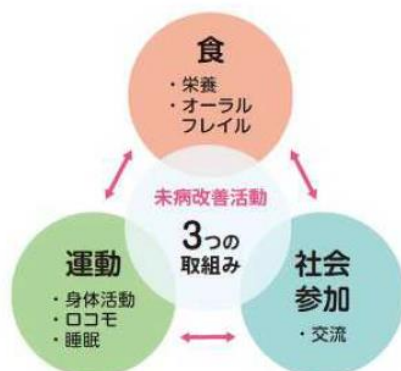 食
・栄養
・オーラル
フレイル
未病改善活動
3つの
取組み
運動
・身体活動
・ロコモ
・睡眠
社会
参加
・交流